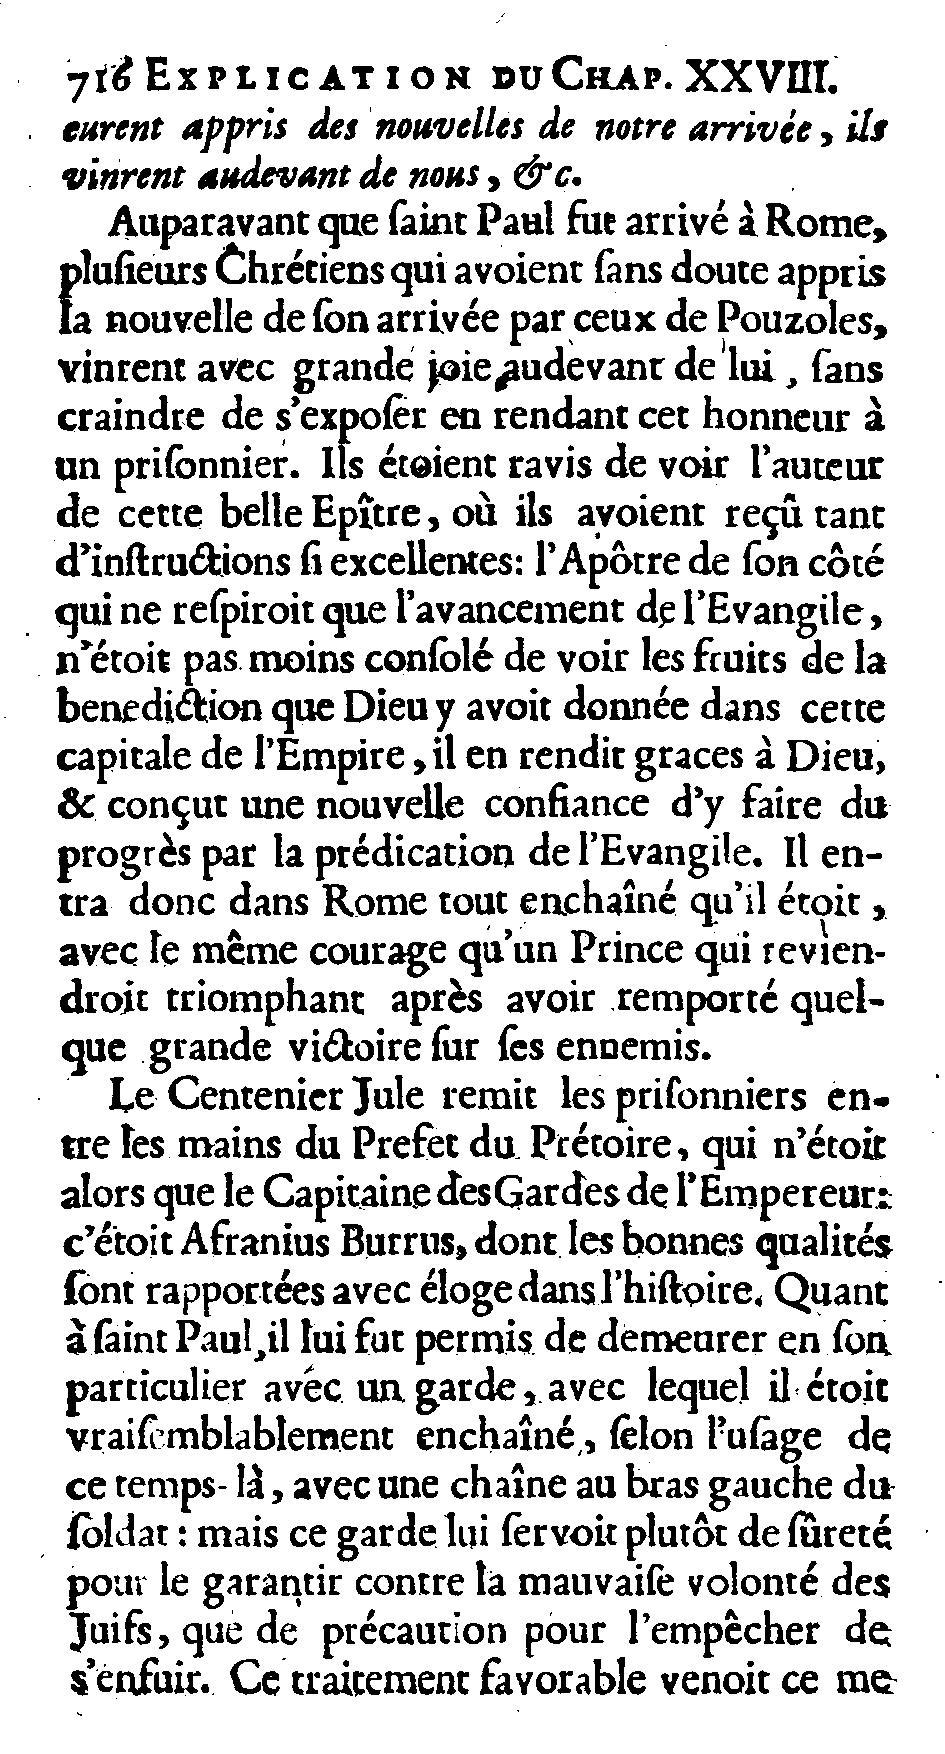 716 EXPLICATION DU CHAP. XXVIII.
eurent appris des nouvelles de notre arrivée, ils
vinrent audevant de nous, &c.
Auparavant que ſaint Paul fut arrivé à Rome,
pluſieurs Chrétiens qui avoient ſans doute appris
la nouvelle de ſon arrivée par ceux de Pouzoles,
vinrent avec grande joie audevant de lui, ſans
craindre de s'expoſer en rendant cet honneur à
un priſonnier. Ils étoient ravis de voir l'auteur
de cette belle Epître, où ils avoient reçû tant
d'inſtructions ſi excellentes: l'Apôtre de ſon côté
qui ne reſpiroit que l'avancement de l'Evangile,
n'étoit pas moins conſolé de voir les fruits de la
benediction que Dieu y avoit donnée dans cette
capitale de l'Empire, il en rendit graces à Dieu,
& conçut une nouvelle confiance d'y faire du
progrès par la prédication de l'Evangile. Il en-
tra donc dans Rome tout enchaîné qu'il étoit,
avec le même courage qu'un Prince qui revien-
droit triomphant après avoir remporté quel-
que grande victoire ſur ſes ennemis.
Le Centenier Jule remit les priſonniers en-
tre les mains du Prefet du Prétoire, qui n'étoit
alors que le Capitaine des Gardes de l'Empereur:
c'étoit Afranius Burrus, dont les bonnes qualités
ſont rapportées avec éloge dans l'hiſtoire. Quant
à ſaint Paul, il lui fut permis de demeurer en ſon
particulier avec un garde, avec lequel il étoit
vraiſemblablement enchaîné, ſelon l'uſage de
ce temps-là, avec une chaîne au bras gauche du
ſoldat: mais ce garde lui ſervoit plutôt de ſûreté
pour le garantir contre la mauvaiſe volonté des
Juifs, que de précaution pour l'empêcher de
s'enfuir. Ce traitement favorable venoit ce me